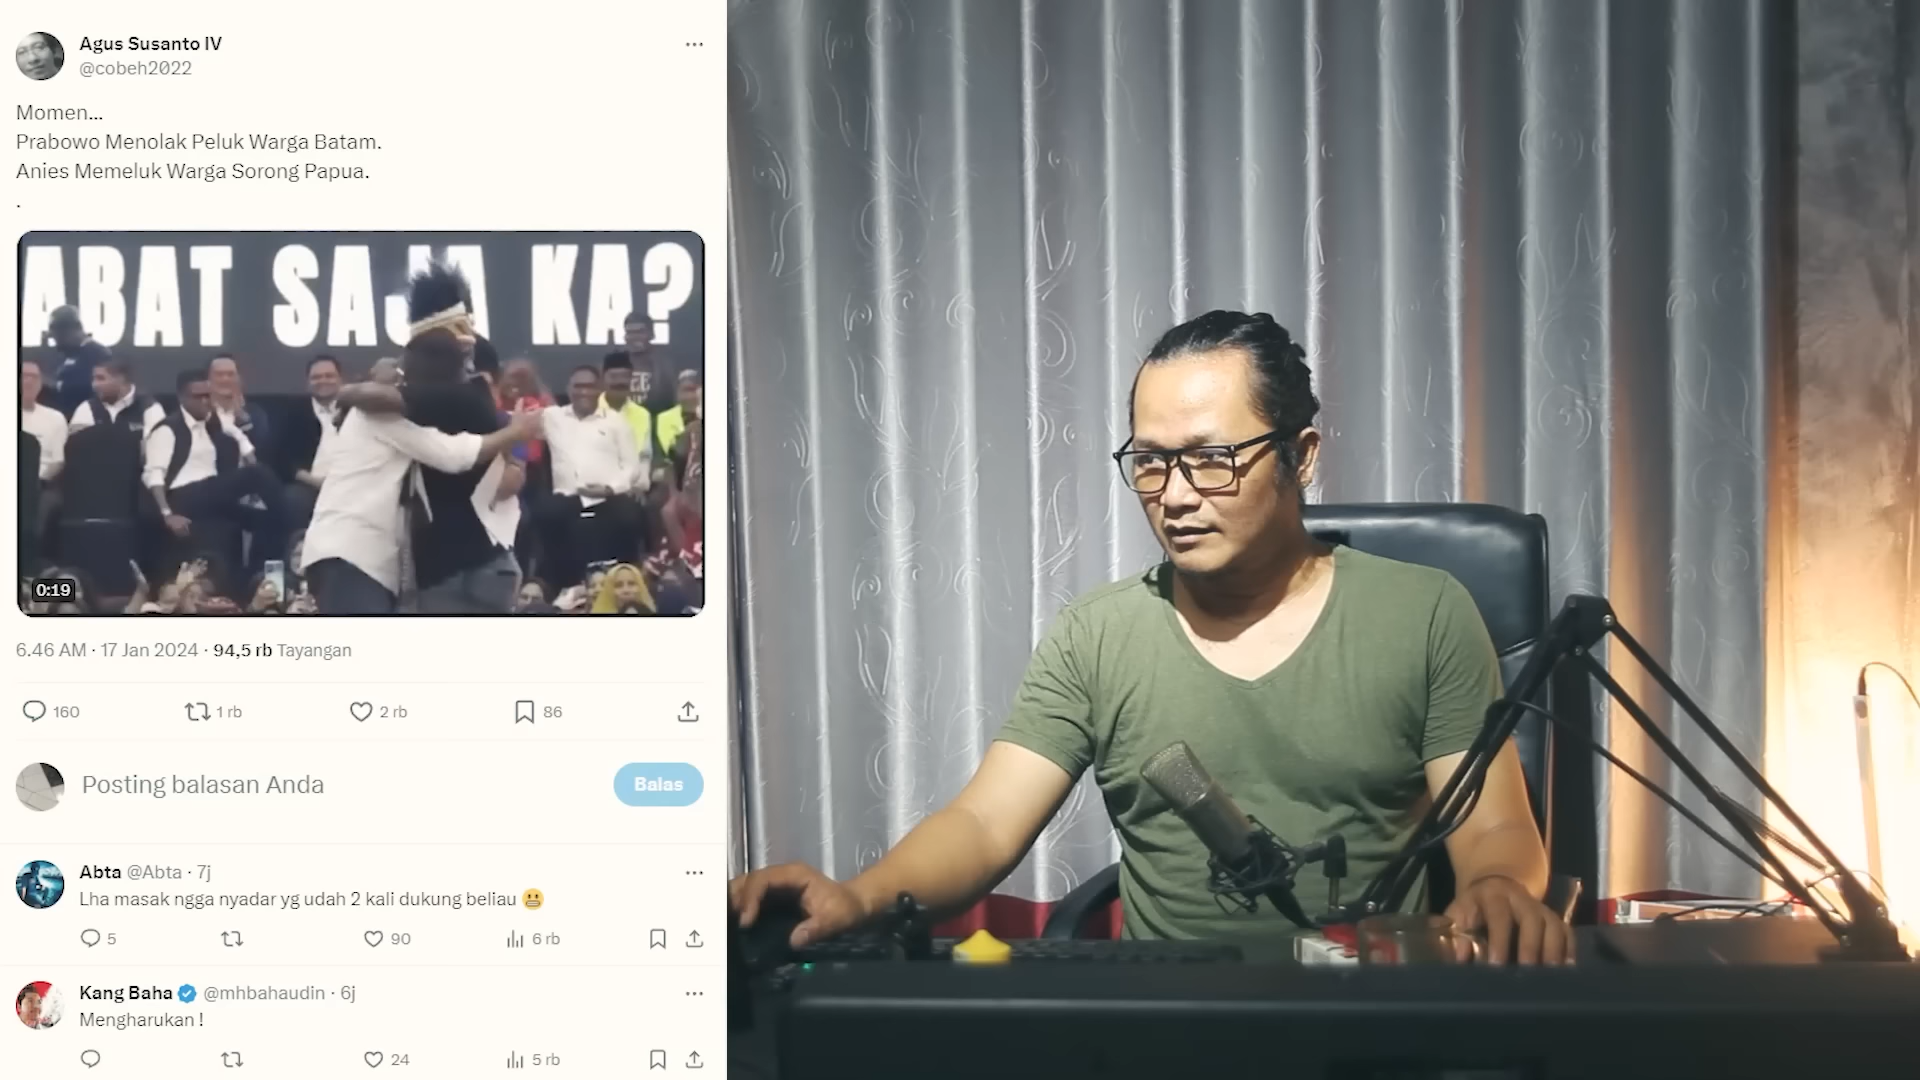 Agus Susanto IV
@cobeh2022
Momen...
Prabowo Menolak Peluk Warga Batam.
Anies Memeluk Warga Sorong Papua.
.
ABAT SAJA KA?
0:19
6.46 AM · 17 Jan 2024 · 94,5 rb Tayangan
160 1 rb 2 rb 86
Posting balasan Anda
Balas
Abta @Abta · 7j
Lha masak ngga nyadar yg udah 2 kali dukung beliau 😬
5 90 6 rb
Kang Baha @mhbahaudin · 6j
Mengharukan !
24 5 rb